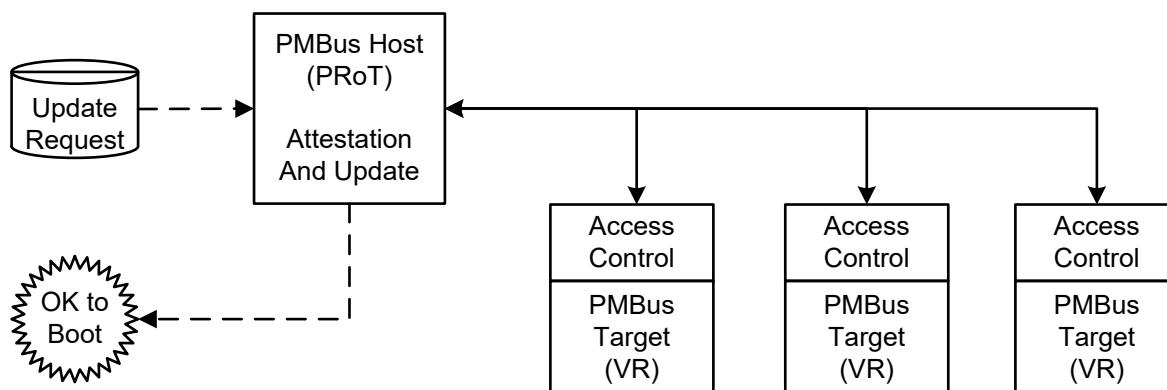 PMBus Host
(PRoT)
Attestation
And Update
Update
Request
OK to
Boot
Access
Control
PMBus
Target
(VR)
Access
Control
PMBus
Target
(VR)
Access
Control
PMBus
Target
(VR)